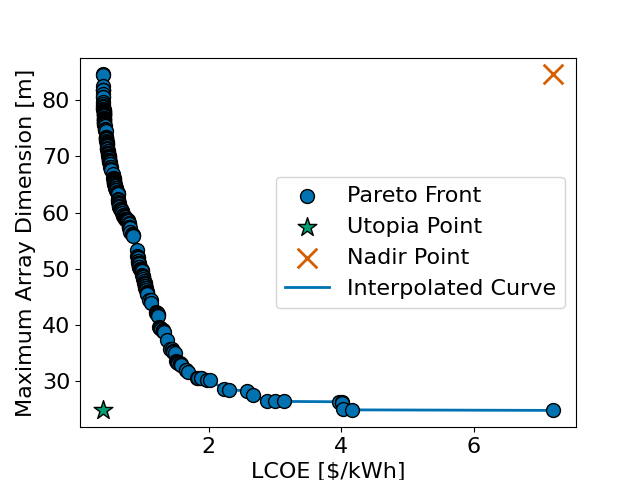 80
70
60
50
40
30
Maximum Array Dimension [m]
Pareto Front
Utopia Point
Nadir Point
Interpolated Curve
2
4
6
LCOE [$/kWh]